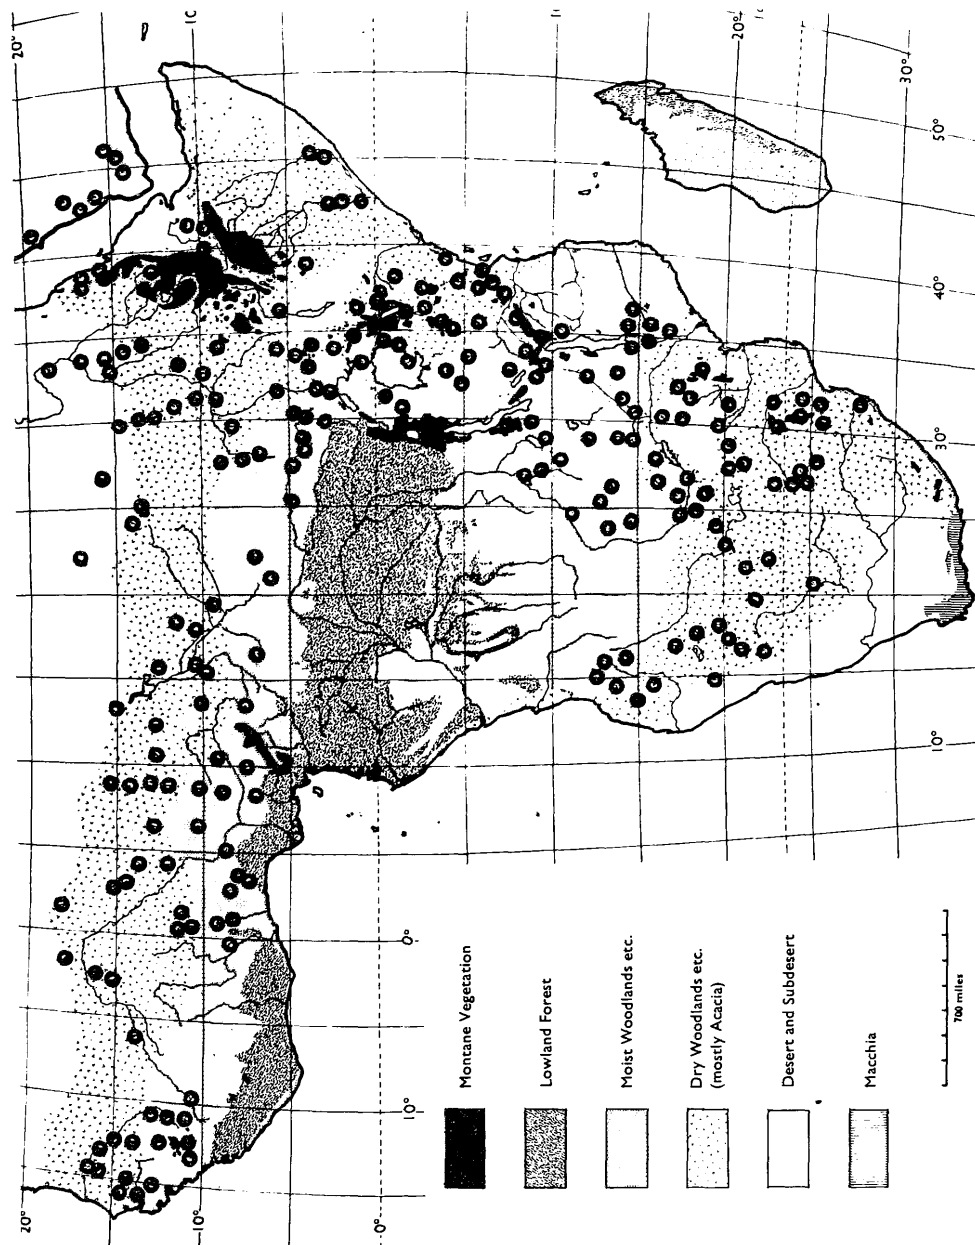 20°
10
20°
10°
0°
10°
0°
10°
20°
30°
30°
40°
50°
10°
Montane Vegetation
Lowland Forest
Moist Woodlands etc.
Dry Woodlands etc.
(mostly Acacia)
Desert and Subdesert
Macchia
700 miles